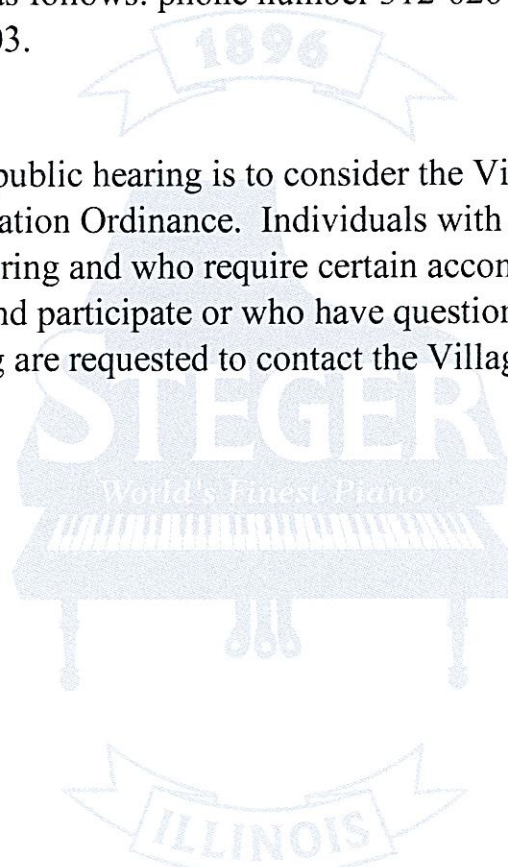 as follows: phone number 312-626
03.
1896
public hearing is to consider the Vi
ation Ordinance. Individuals with
ring and who require certain accon
nd participate or who have question
g are requested to contact the Villag
STEGER
World's Finest Piano
ILLINOIS